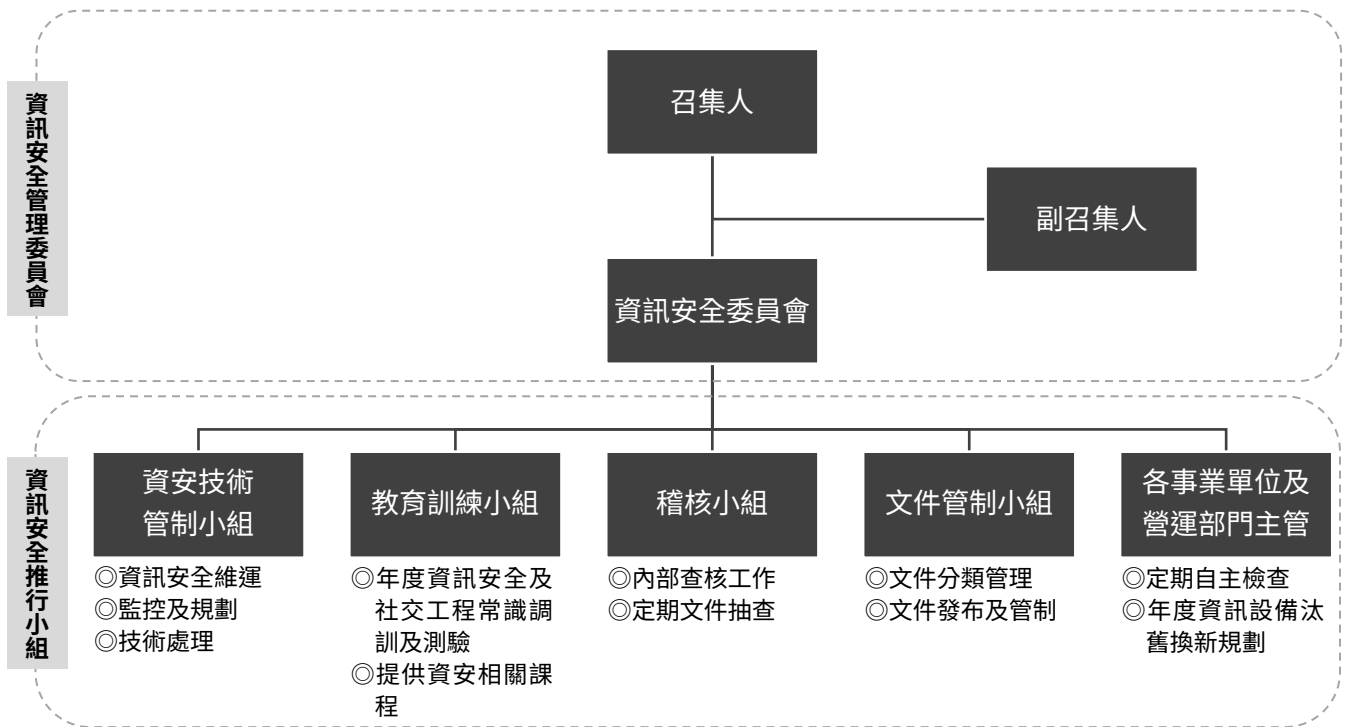 資訊安全管理委員會
召集人
副召集人
資訊安全委員會
資訊安全推行小組
資安技術
管制小組
◎資訊安全維運
◎監控及規劃
◎技術處理
教育訓練小組
◎年度資訊安全及
社交工程常識調
訓及測驗
◎提供資安相關課
程
稽核小組
◎內部查核工作
◎定期文件抽查
文件管制小組
◎文件分類管理
◎文件發布及管制
各事業單位及
營運部門主管
◎定期自主檢查
◎年度資訊設備汰
舊換新規劃